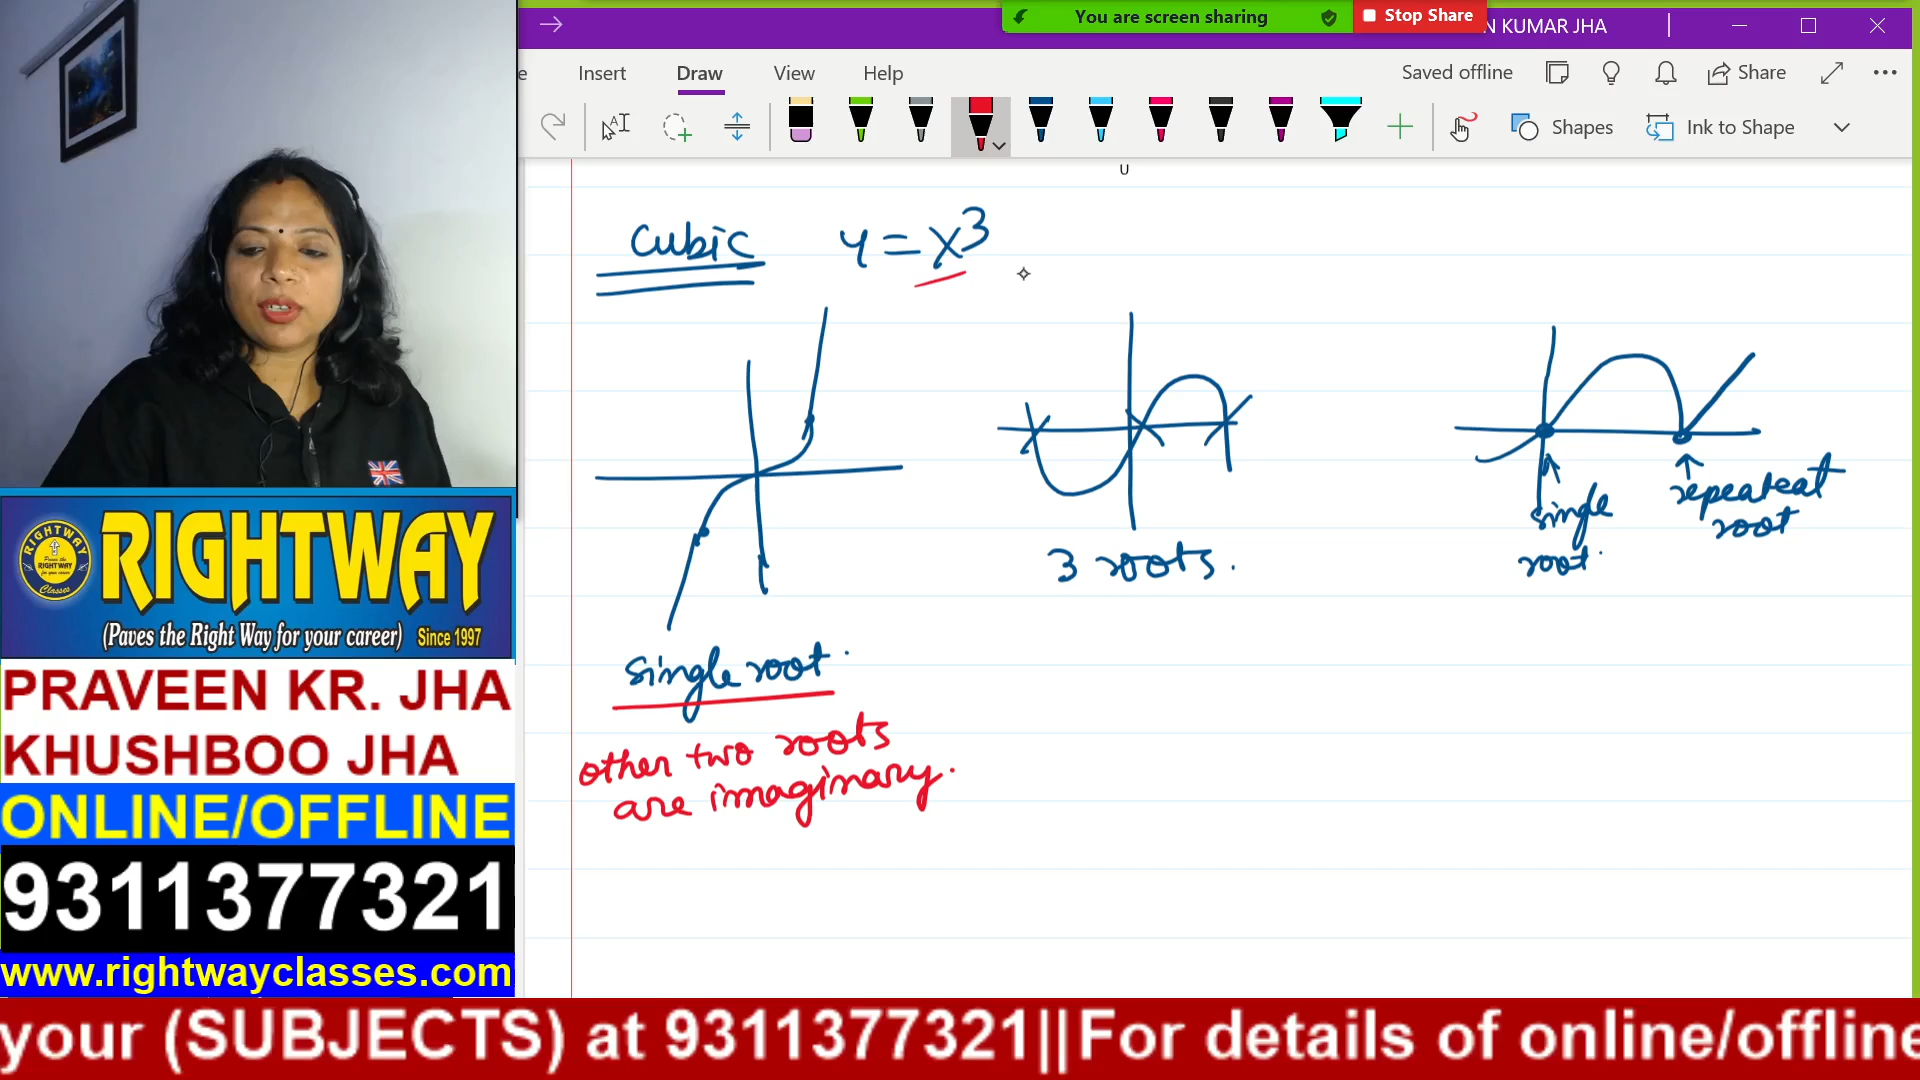 You are screen sharing
Stop Share
N KUMAR JHA
e
Insert
Draw
View
Help
Saved offline
Share
Shapes
Ink to Shape
Cubic y = x3
3 roots.
single
root.
repeateat
root
single root.
other two roots
are imaginary.
RIGHTWAY
Classes
RIGHTWAY
(Paves the Right Way for your career) Since 1997
PRAVEEN KR. JHA
KHUSHBOO JHA
ONLINE/OFFLINE
9311377321
www.rightwayclasses.com
your (SUBJECTS) at 9311377321||For details of online/offline